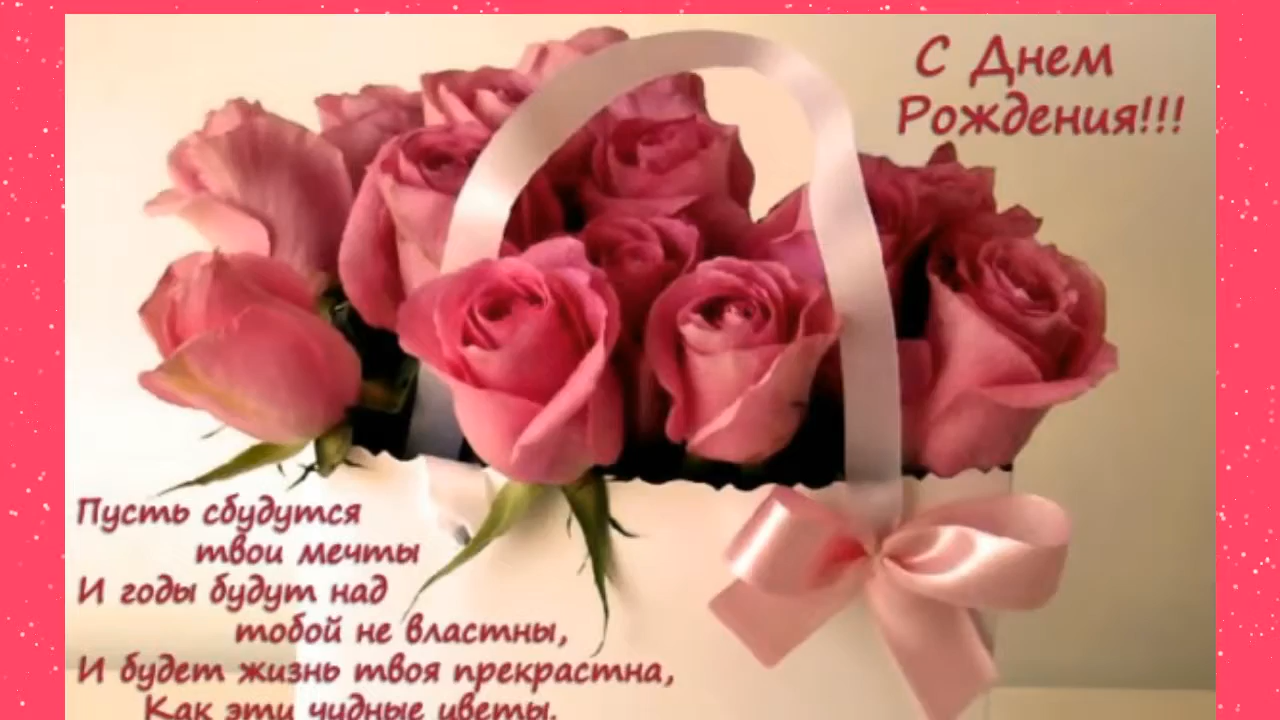 С Днем
Рождения!!!
Пусть сбудутся
твои мечты
И годы будут над
тобой не властны,
И будет жизнь твоя прекрастна,
Как эти чудные цветы.